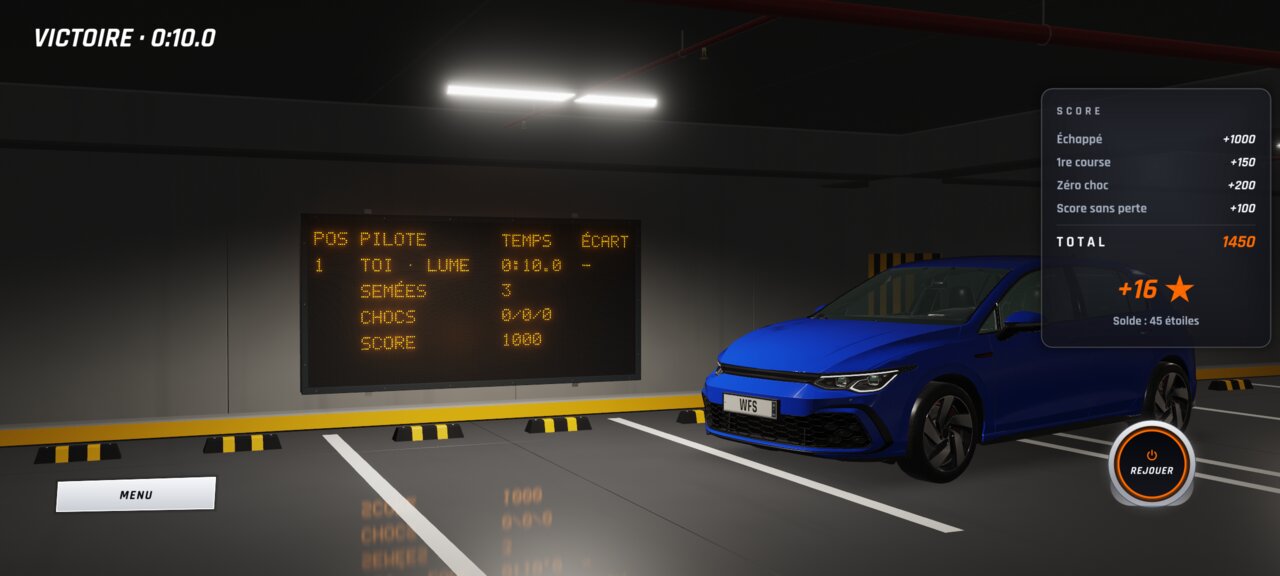 VICTOIRE · 0:10.0
POS PILOTE TEMPS ÉCART
1 TOI · LUME 0:10.0 –
SEMÉES 3
CHOCS 0/0/0
SCORE 1000
SCORE
Échappé +1000
1re course +150
Zéro choc +200
Score sans perte +100
TOTAL 1450
+16 ★
Solde : 45 étoiles
WFS
MENU
REJOUER